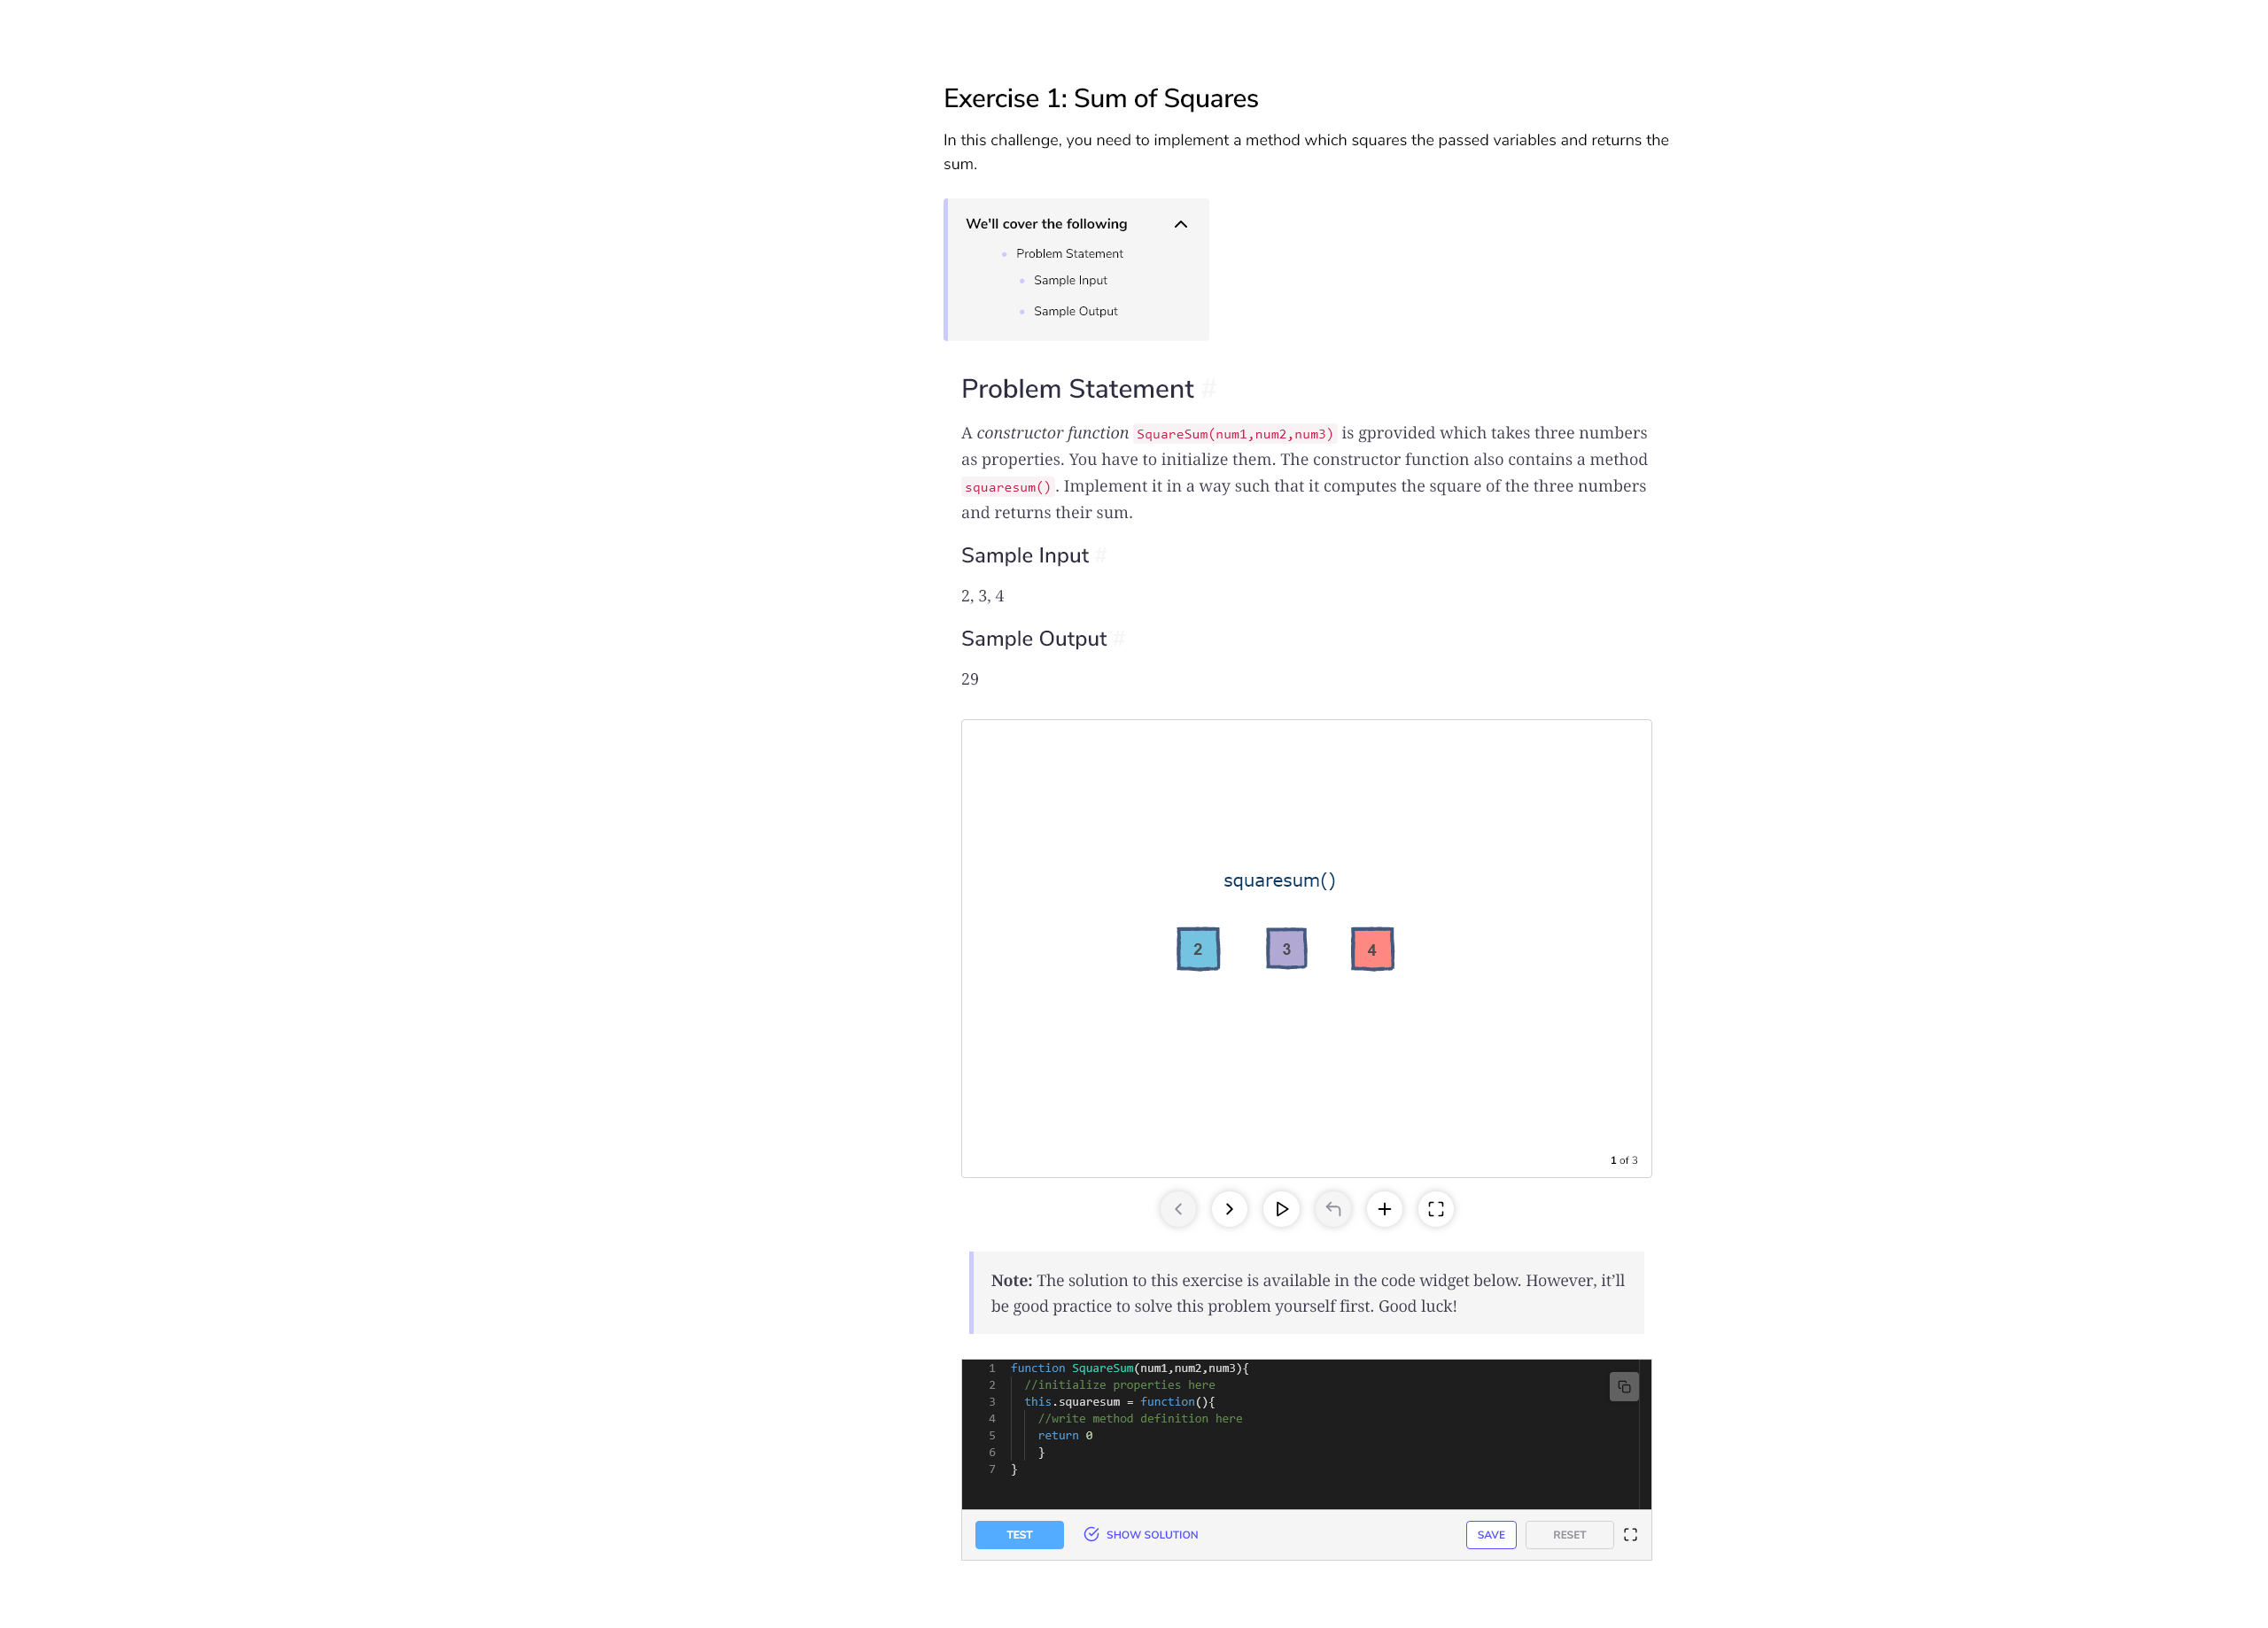 Exercise 1: Sum of Squares
In this challenge, you need to implement a method which squares the passed variables and returns the
sum.
We'll cover the following
Problem Statement
Sample Input
Sample Output
Problem Statement #
A constructor function SquareSum(num1,num2,num3) is gprovided which takes three numbers
as properties. You have to initialize them. The constructor function also contains a method
squaresum(). Implement it in a way such that it computes the square of the three numbers
and returns their sum.
Sample Input #
2, 3, 4
Sample Output #
29
squaresum()
2 3 4
1 of 3
Note: The solution to this exercise is available in the code widget below. However, it’ll
be good practice to solve this problem yourself first. Good luck!
1 function SquareSum(num1,num2,num3){
2 //initialize properties here
3 this.squaresum = function(){
4 //write method definition here
5 return 0
6 }
7 }
TEST SHOW SOLUTION SAVE RESET